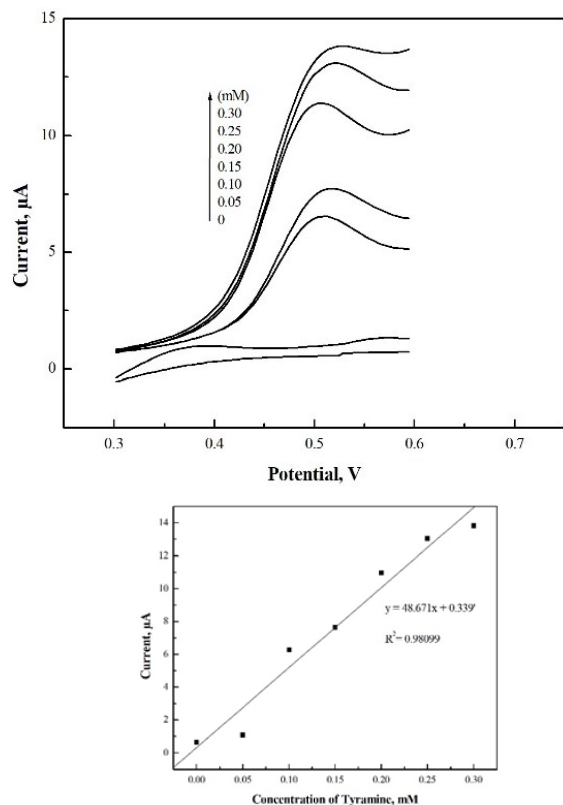 15
10
5
0
Current, µA
(mM)
0.30
0.25
0.20
0.15
0.10
0.05
0
0.3 0.4 0.5 0.6 0.7
Potential, V
14
12
10
8
6
4
2
0
Current, µA
y = 48.671x + 0.339'
R²= 0.98099
0.00 0.05 0.10 0.15 0.20 0.25 0.30
Concentration of Tyramine, mM